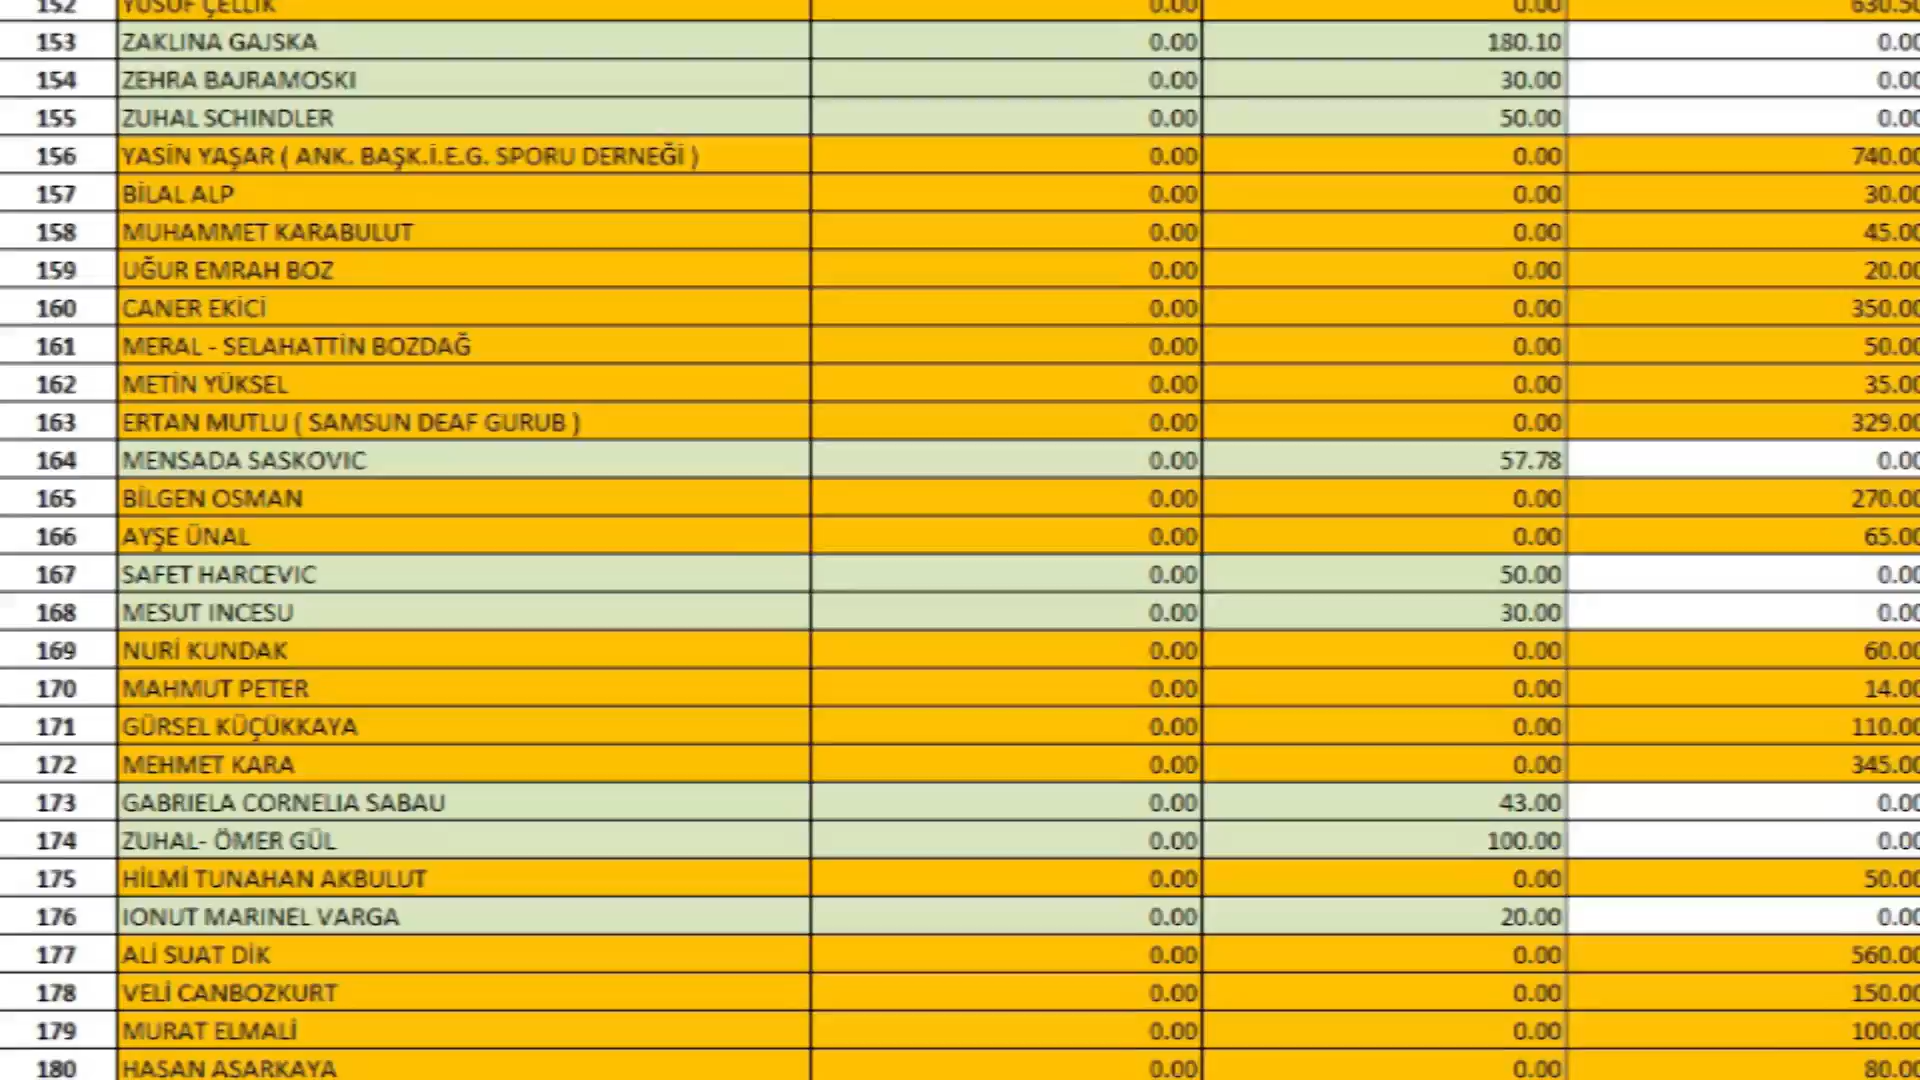 152 YUSUF ÇELLİK 0.00 0.00 630.50
153 ZAKLINA GAJSKA 0.00 180.10 0.00
154 ZEHRA BAJRAMOSKI 0.00 30.00 0.00
155 ZUHAL SCHINDLER 0.00 50.00 0.00
156 YASİN YAŞAR ( ANK. BAŞK.İ.E.G. SPORU DERNEĞİ ) 0.00 0.00 740.00
157 BİLAL ALP 0.00 0.00 30.00
158 MUHAMMET KARABULUT 0.00 0.00 45.00
159 UĞUR EMRAH BOZ 0.00 0.00 20.00
160 CANER EKİCİ 0.00 0.00 350.00
161 MERAL - SELAHATTİN BOZDAĞ 0.00 0.00 50.00
162 METİN YÜKSEL 0.00 0.00 35.00
163 ERTAN MUTLU ( SAMSUN DEAF GURUB ) 0.00 0.00 329.00
164 MENSADA SASKOVIC 0.00 57.78 0.00
165 BİLGEN OSMAN 0.00 0.00 270.00
166 AYŞE ÜNAL 0.00 0.00 65.00
167 SAFET HARCEVIC 0.00 50.00 0.00
168 MESUT INCESU 0.00 30.00 0.00
169 NURİ KUNDAK 0.00 0.00 60.00
170 MAHMUT PETER 0.00 0.00 14.00
171 GÜRSEL KÜÇÜKKAYA 0.00 0.00 110.00
172 MEHMET KARA 0.00 0.00 345.00
173 GABRIELA CORNELIA SABAU 0.00 43.00 0.00
174 ZUHAL- ÖMER GÜL 0.00 100.00 0.00
175 HİLMİ TUNAHAN AKBULUT 0.00 0.00 50.00
176 IONUT MARINEL VARGA 0.00 20.00 0.00
177 ALİ SUAT DİK 0.00 0.00 560.00
178 VELİ CANBOZKURT 0.00 0.00 150.00
179 MURAT ELMALİ 0.00 0.00 100.00
180 HASAN ASARKAYA 0.00 0.00 80.00